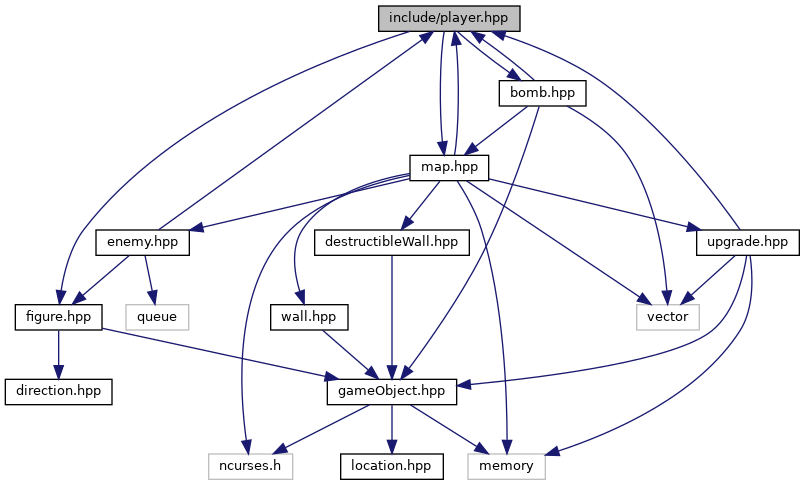 include/player.hpp
bomb.hpp
map.hpp
enemy.hpp
destructibleWall.hpp
upgrade.hpp
figure.hpp
queue
wall.hpp
vector
direction.hpp
gameObject.hpp
ncurses.h
location.hpp
memory